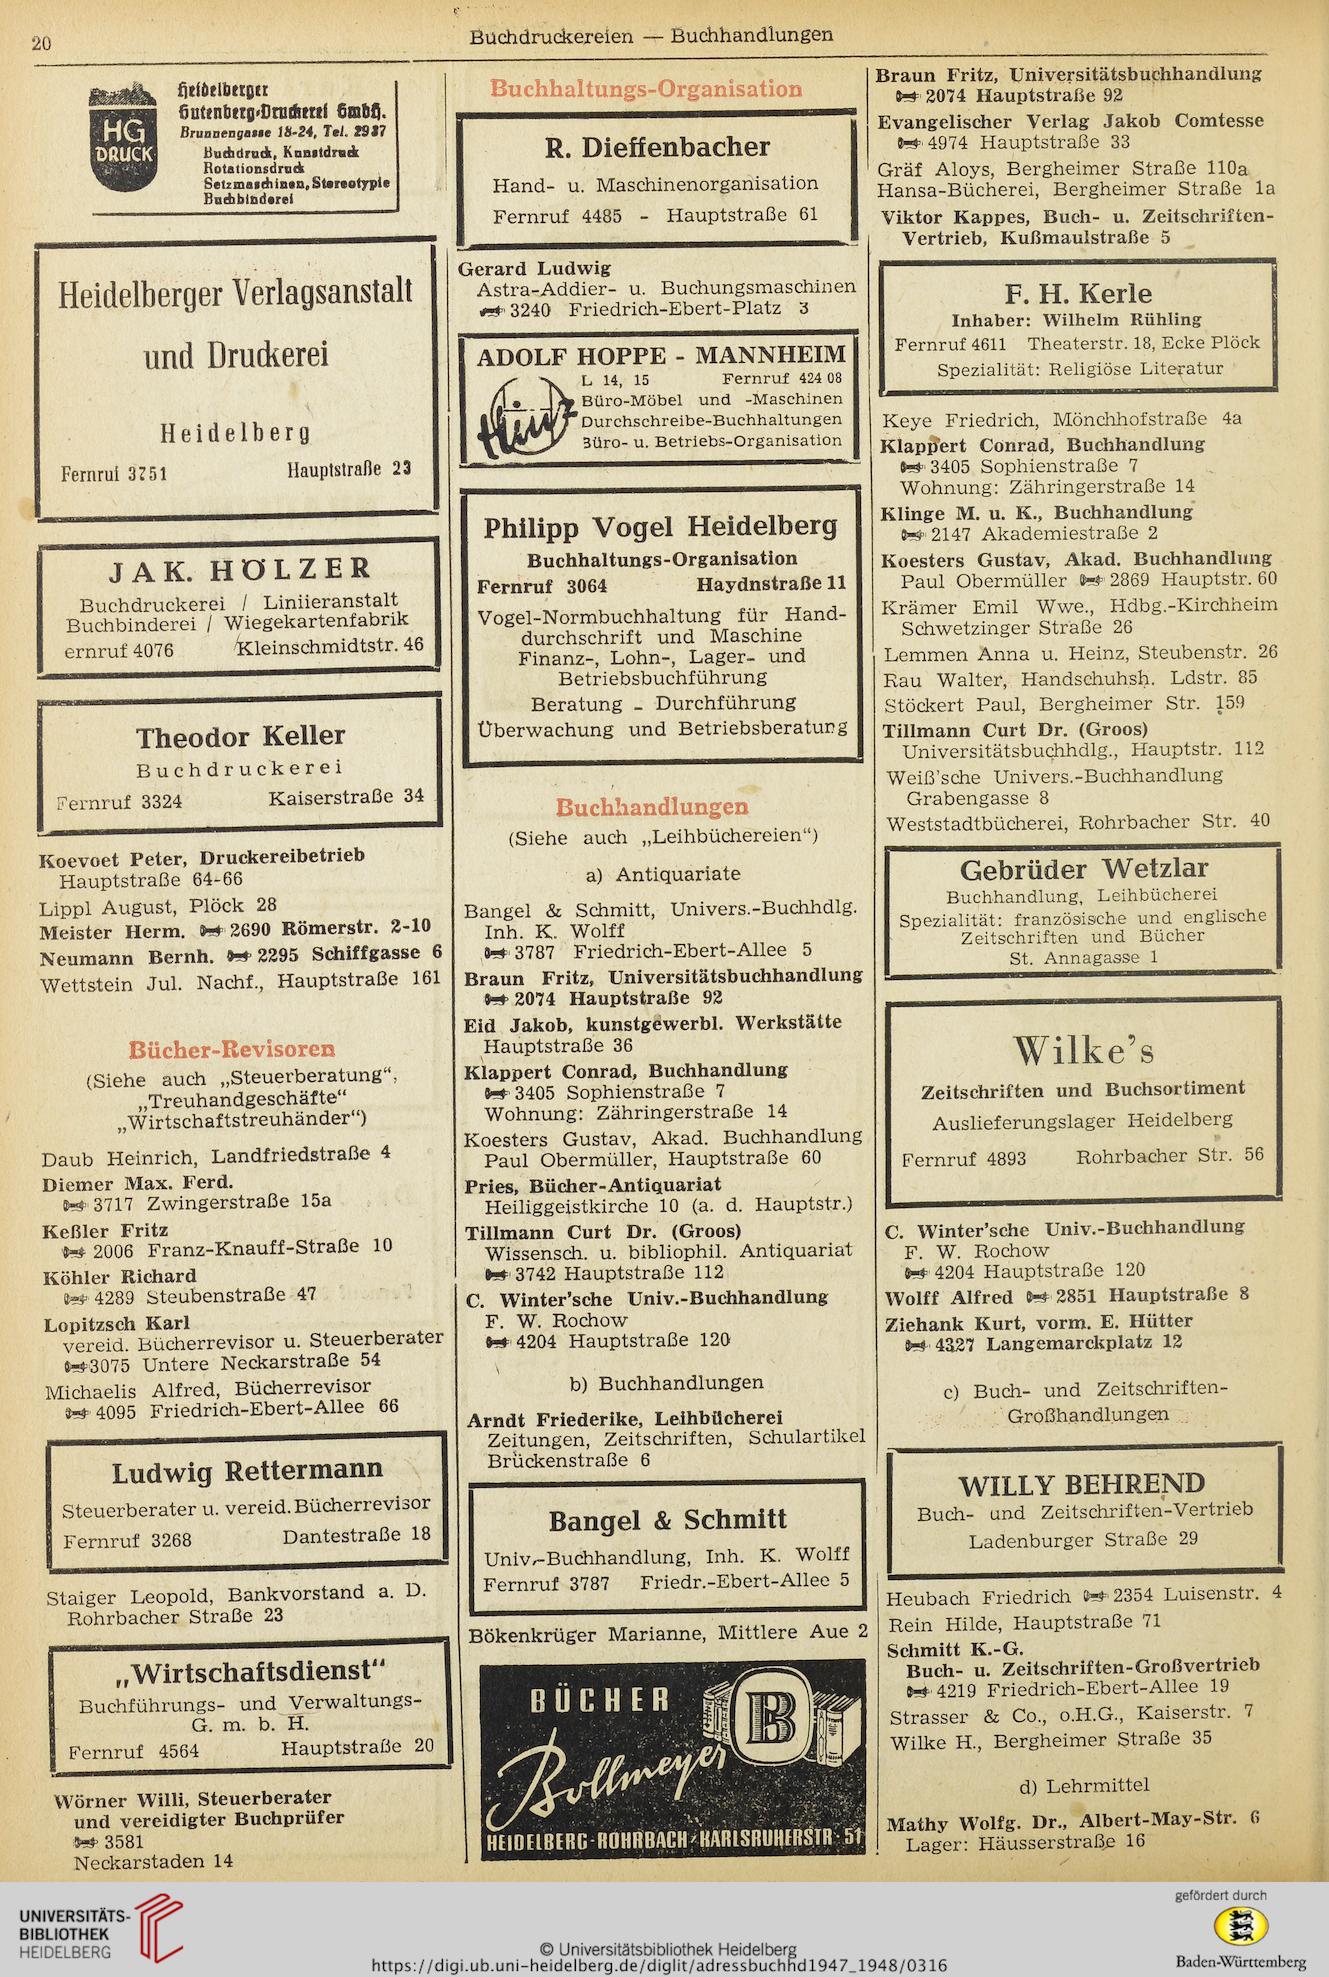 20
Buchdruckereien — Buchhandlungen
HG
DRUCK
Heidelberger
Gutenberg-Druckerei GmbH.
Brunnengasse 18-24, Tel. 2937
Buchdruck, Kunstdruck
Rotationsdruck
Setzmaschinen, Stereotypie
Buchbinderei
Heidelberger Verlagsanstalt
und Druckerei
Heidelberg
Fernruf 3751 Hauptstraße 23
JAK. HÖLZER
Buchdruckerei / Liniieranstalt
Buchbinderei / Wiegekartenfabrik
ernruf 4076 Kleinschmidtstr. 46
Theodor Keller
Buchdruckerei
Fernruf 3324 Kaiserstraße 34
Koevoet Peter, Druckereibetrieb
Hauptstraße 64-66
Lippl August, Plöck 28
Meister Herm. 2690 Römerstr. 2-10
Neumann Bernh. 2295 Schiffgasse 6
Wettstein Jul. Nachf., Hauptstraße 161
Bücher-Revisoren
(Siehe auch „Steuerberatung“,
„Treuhandgeschäfte“
„Wirtschaftstreuhänder“)
Daub Heinrich, Landfriedstraße 4
Diemer Max. Ferd.
3717 Zwingerstraße 15a
Keßler Fritz
2006 Franz-Knauff-Straße 10
Köhler Richard
4289 Steubenstraße 47
Lopitzsch Karl
vereid. Bücherrevisor u. Steuerberater
3075 Untere Neckarstraße 54
Michaelis Alfred, Bücherrevisor
4095 Friedrich-Ebert-Allee 66
Ludwig Rettermann
Steuerberater u. vereid. Bücherrevisor
Fernruf 3268 Dantestraße 18
Staiger Leopold, Bankvorstand a. D.
Rohrbacher Straße 23
„Wirtschaftsdienst“
Buchführungs- und Verwaltungs-
G. m. b. H.
Fernruf 4564 Hauptstraße 20
Wörner Willi, Steuerberater
und vereidigter Buchprüfer
3581
Neckarstaden 14
Buchhaltungs-Organisation
R. Dieffenbacher
Hand- u. Maschinenorganisation
Fernruf 4485 - Hauptstraße 61
Gerard Ludwig
Astra-Addier- u. Buchungsmaschinen
3240 Friedrich-Ebert-Platz 3
ADOLF HOPPE - MANNHEIM
L 14, 15 Fernruf 424 08
Büro-Möbel und -Maschinen
Durchschreibe-Buchhaltungen
Büro- u. Betriebs-Organisation
Hinz
Philipp Vogel Heidelberg
Buchhaltungs-Organisation
Fernruf 3064 Haydnstraße 11
Vogel-Normbuchhaltung für Hand-
durchschrift und Maschine
Finanz-, Lohn-, Lager- und
Betriebsbuchführung
Beratung - Durchführung
Überwachung und Betriebsberatung
Buchhandlungen
(Siehe auch „Leihbüchereien“)
a) Antiquariate
Bangel & Schmitt, Univers.-Buchhdlg.
Inh. K. Wolff
3787 Friedrich-Ebert-Allee 5
Braun Fritz, Universitätsbuchhandlung
2074 Hauptstraße 92
Eid Jakob, kunstgewerbl. Werkstätte
Hauptstraße 36
Klappert Conrad, Buchhandlung
3405 Sophienstraße 7
Wohnung: Zähringerstraße 14
Koesters Gustav, Akad. Buchhandlung
Paul Obermüller, Hauptstraße 60
Pries, Bücher-Antiquariat
Heiliggeistkirche 10 (a. d. Hauptstr.)
Tillmann Curt Dr. (Groos)
Wissensch. u. bibliophil. Antiquariat
3742 Hauptstraße 112
C. Winter'sche Univ.-Buchhandlung
F. W. Rochow
4204 Hauptstraße 120
b) Buchhandlungen
Arndt Friederike, Leihbücherei
Zeitungen, Zeitschriften, Schulartikel
Brückenstraße 6
Bangel & Schmitt
Univ.-Buchhandlung, Inh. K. Wolff
Fernruf 3787 Friedr.-Ebert-Allee 5
Bökenkrüger Marianne, Mittlere Aue 2
BÜCHER
B
Bollmeyer
HEIDELBERG-ROHRBACH · KARLSRUHERSTR · 51
Braun Fritz, Universitätsbuchhandlung
2074 Hauptstraße 92
Evangelischer Verlag Jakob Comtesse
4974 Hauptstraße 33
Gräf Aloys, Bergheimer Straße 110a
Hansa-Bücherei, Bergheimer Straße 1a
Viktor Kappes, Buch- u. Zeitschriften-
Vertrieb, Kußmaulstraße 5
F. H. Kerle
Inhaber: Wilhelm Rühling
Fernruf 4611 Theaterstr. 18, Ecke Plöck
Spezialität: Religiöse Literatur
Keye Friedrich, Mönchhofstraße 4a
Klappert Conrad, Buchhandlung
3405 Sophienstraße 7
Wohnung: Zähringerstraße 14
Klinge M. u. K., Buchhandlung
2147 Akademiestraße 2
Koesters Gustav, Akad. Buchhandlung
Paul Obermüller 2869 Hauptstr. 60
Krämer Emil Wwe., Hdbg.-Kirchheim
Schwetzinger Straße 26
Lemmen Anna u. Heinz, Steubenstr. 26
Rau Walter, Handschuhsh. Ldstr. 85
Stöckert Paul, Bergheimer Str. 159
Tillmann Curt Dr. (Groos)
Universitätsbuchhdlg., Hauptstr. 112
Weiß'sche Univers.-Buchhandlung
Grabengasse 8
Weststadtbücherei, Rohrbacher Str. 40
Gebrüder Wetzlar
Buchhandlung, Leihbücherei
Spezialität: französische und englische
Zeitschriften und Bücher
St. Annagasse 1
Wilke's
Zeitschriften und Buchsortiment
Auslieferungslager Heidelberg
Fernruf 4893 Rohrbacher Str. 56
C. Winter'sche Univ.-Buchhandlung
F. W. Rochow
4204 Hauptstraße 120
Wolff Alfred 2851 Hauptstraße 8
Ziehank Kurt, vorm. E. Hütter
4327 Langemarckplatz 12
c) Buch- und Zeitschriften-
Großhandlungen
WILLY BEHREND
Buch- und Zeitschriften-Vertrieb
Ladenburger Straße 29
Heubach Friedrich 2354 Luisenstr. 4
Rein Hilde, Hauptstraße 71
Schmitt K.-G.
Buch- u. Zeitschriften-Großvertrieb
4219 Friedrich-Ebert-Allee 19
Strasser & Co., o.H.G., Kaiserstr. 7
Wilke H., Bergheimer Straße 35
d) Lehrmittel
Mathy Wolfg. Dr., Albert-May-Str. 6
Lager: Häusserstraße 16
UNIVERSITÄTS-
BIBLIOTHEK
HEIDELBERG
© Universitätsbibliothek Heidelberg
https://digi.ub.uni-heidelberg.de/diglit/adressbuchhd1947_1948/0316
gefördert durch
Baden-Württemberg